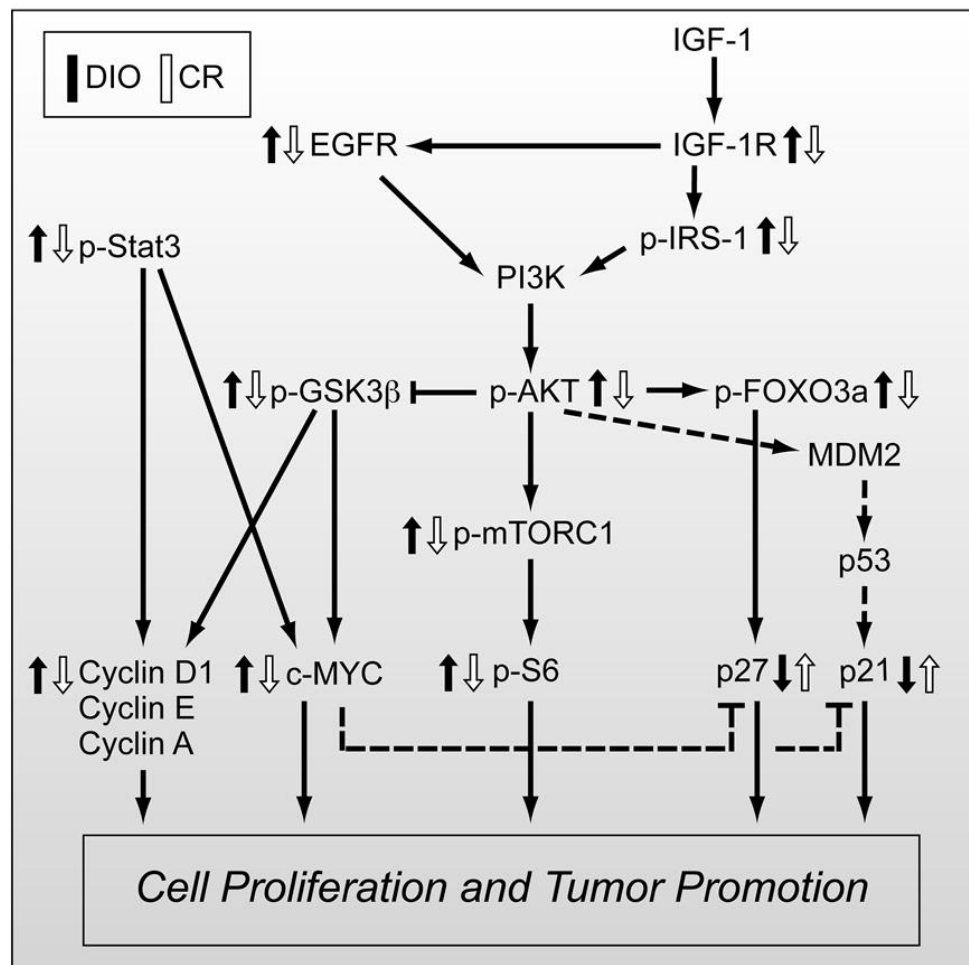 DIO CR
IGF-1
EGFR
IGF-1R
p-Stat3
p-IRS-1
PI3K
p-GSK3β
p-AKT
p-FOXO3a
MDM2
p-mTORC1
p53
Cyclin D1
Cyclin E
Cyclin A
c-MYC
p-S6
p27
p21
Cell Proliferation and Tumor Promotion